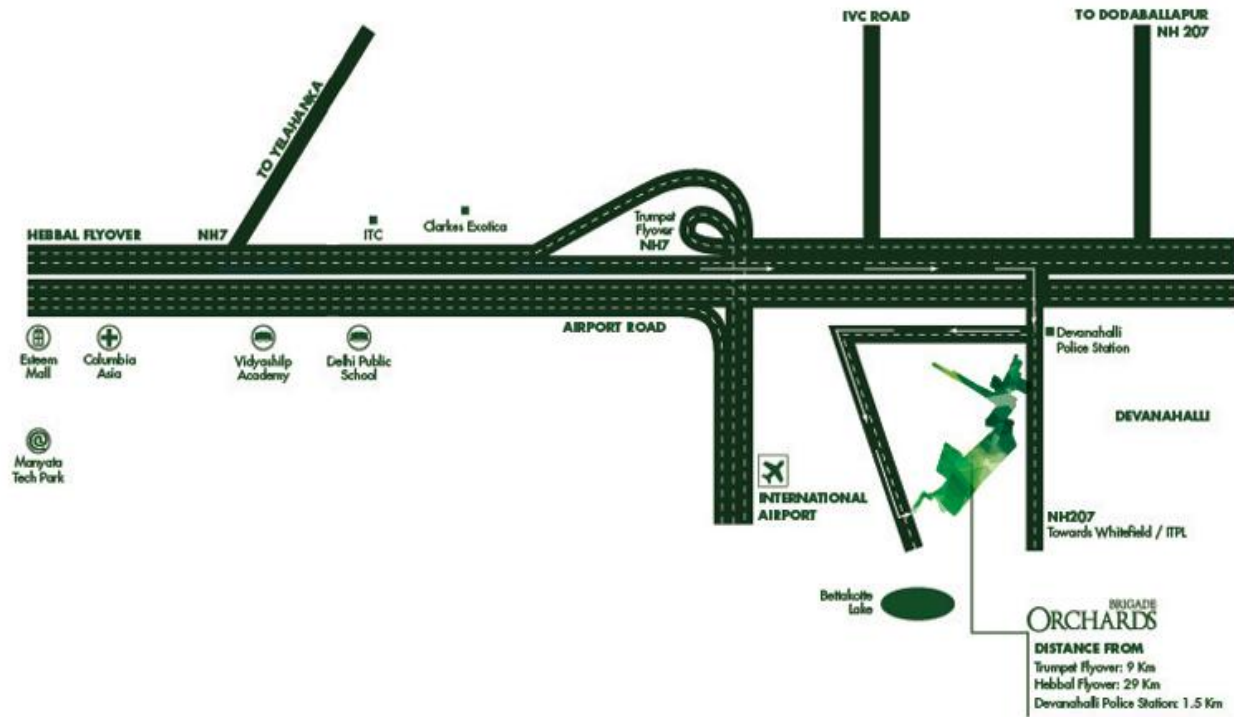 IVC ROAD
TO DODABALLAPUR
NH 207
TO YELAHANKA
HEBBAL FLYOVER
NH7
ITC
Clarkes Exotica
Trumpet
Flyover
NH7
AIRPORT ROAD
Esteem
Mall
Columbia
Asia
Vidyashilp
Academy
Delhi Public
School
Devanahalli
Police Station
DEVANAHALLI
@
Manyata
Tech Park
INTERNATIONAL
AIRPORT
NH207
Towards Whitefield / ITPL
Bettakotte
Lake
BRIGADE
ORCHARDS
DISTANCE FROM
Trumpet Flyover: 9 Km
Hebbal Flyover: 29 Km
Devanahalli Police Station: 1.5 Km